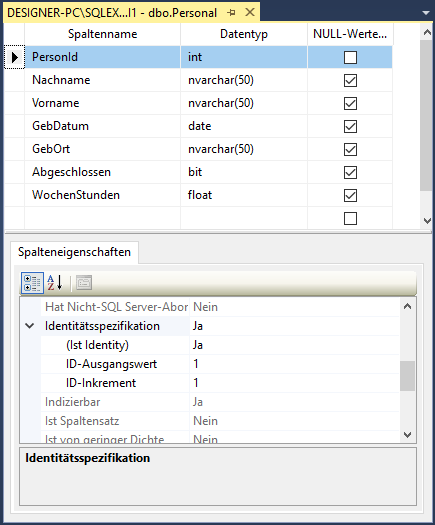 DESIGNER-PC\SQLEX...I1 - dbo.Personal
Spaltenname Datentyp NULL-Werte...
PersonId int
Nachname nvarchar(50)
Vorname nvarchar(50)
GebDatum date
GebOrt nvarchar(50)
Abgeschlossen bit
WochenStunden float
Spalteneigenschaften
Hat Nicht-SQL Server-Abor Nein
Identitätsspezifikation Ja
(Ist Identity) Ja
ID-Ausgangswert 1
ID-Inkrement 1
Indizierbar Ja
Ist Spaltensatz Nein
Ist von geringer Dichte Nein
Identitätsspezifikation